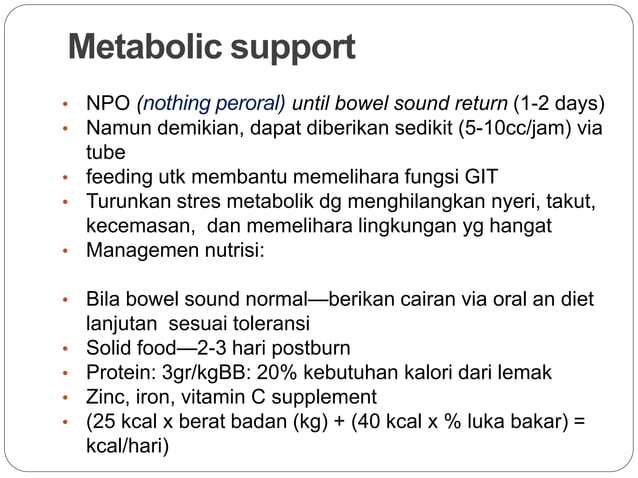 Metabolic support
• NPO (nothing peroral) until bowel sound return (1-2 days)
• Namun demikian, dapat diberikan sedikit (5-10cc/jam) via
tube
• feeding utk membantu memelihara fungsi GIT
• Turunkan stres metabolik dg menghilangkan nyeri, takut,
kecemasan, dan memelihara lingkungan yg hangat
• Managemen nutrisi:
• Bila bowel sound normal—berikan cairan via oral an diet
lanjutan sesuai toleransi
• Solid food—2-3 hari postburn
• Protein: 3gr/kgBB: 20% kebutuhan kalori dari lemak
• Zinc, iron, vitamin C supplement
• (25 kcal x berat badan (kg) + (40 kcal x % luka bakar) =
kcal/hari)